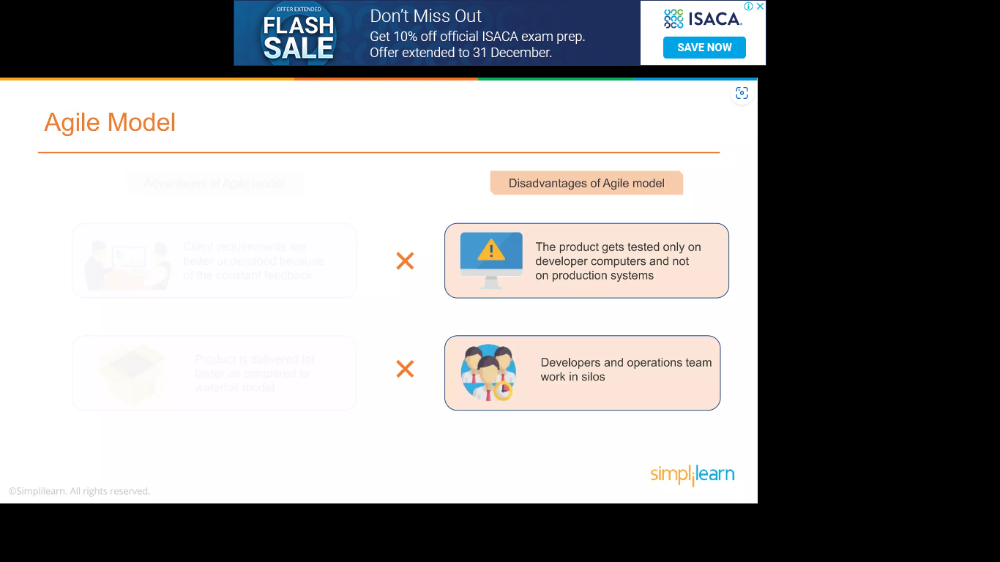 OFFER EXTENDED
FLASH
SALE
Don't Miss Out
Get 10% off official ISACA exam prep.
Offer extended to 31 December.
ISACA.
SAVE NOW
Agile Model
Advantages of Agile model
Disadvantages of Agile model
Client requirements are
better understood because
of the constant feedback
The product gets tested only on
developer computers and not
on production systems
Product is delivered lot
faster as compared to
waterfall model
Developers and operations team
work in silos
simplilearn
©Simplilearn. All rights reserved.